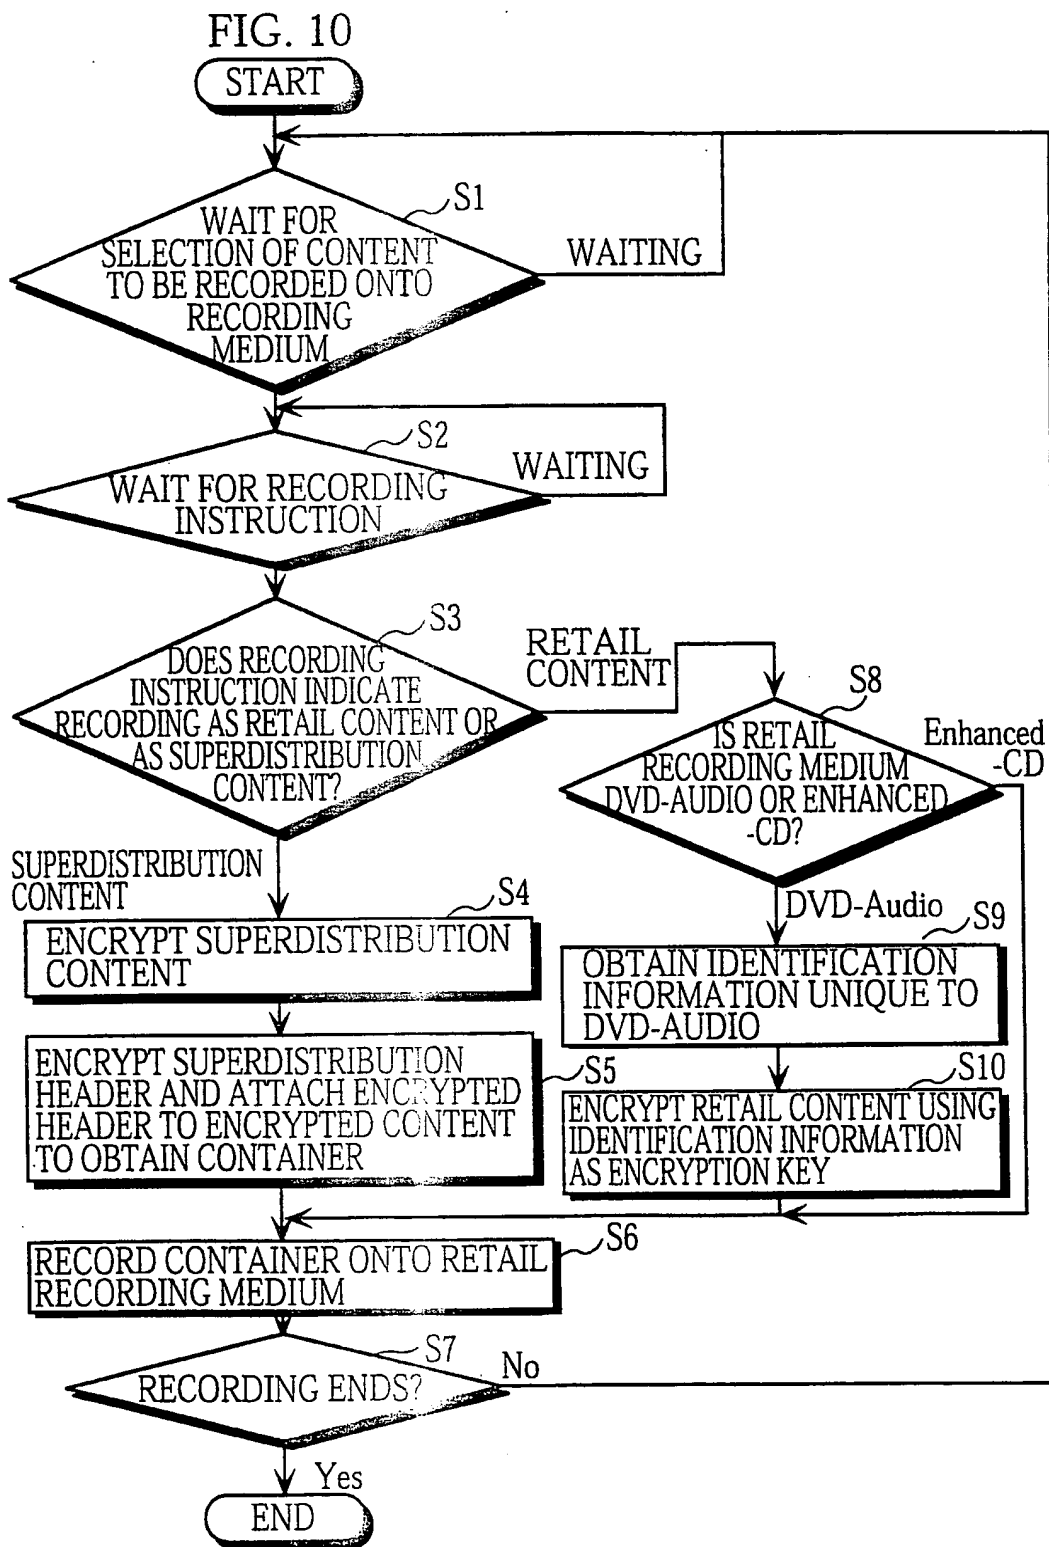 FIG. 10
START
S1
WAIT FOR
SELECTION OF CONTENT
TO BE RECORDED ONTO
RECORDING
MEDIUM
WAITING
S2
WAIT FOR RECORDING
INSTRUCTION
WAITING
S3
DOES RECORDING
INSTRUCTION INDICATE
RECORDING AS RETAIL CONTENT OR
AS SUPERDISTRIBUTION
CONTENT?
RETAIL
CONTENT
S8
IS RETAIL
RECORDING MEDIUM
DVD-AUDIO OR ENHANCED
-CD?
Enhanced
-CD
SUPERDISTRIBUTION
CONTENT
S4
ENCRYPT SUPERDISTRIBUTION
CONTENT
DVD-Audio
S9
OBTAIN IDENTIFICATION
INFORMATION UNIQUE TO
DVD-AUDIO
ENCRYPT SUPERDISTRIBUTION
HEADER AND ATTACH ENCRYPTED
HEADER TO ENCRYPTED CONTENT
TO OBTAIN CONTAINER
S5
S10
ENCRYPT RETAIL CONTENT USING
IDENTIFICATION INFORMATION
AS ENCRYPTION KEY
S6
RECORD CONTAINER ONTO RETAIL
RECORDING MEDIUM
S7
RECORDING ENDS?
No
Yes
END